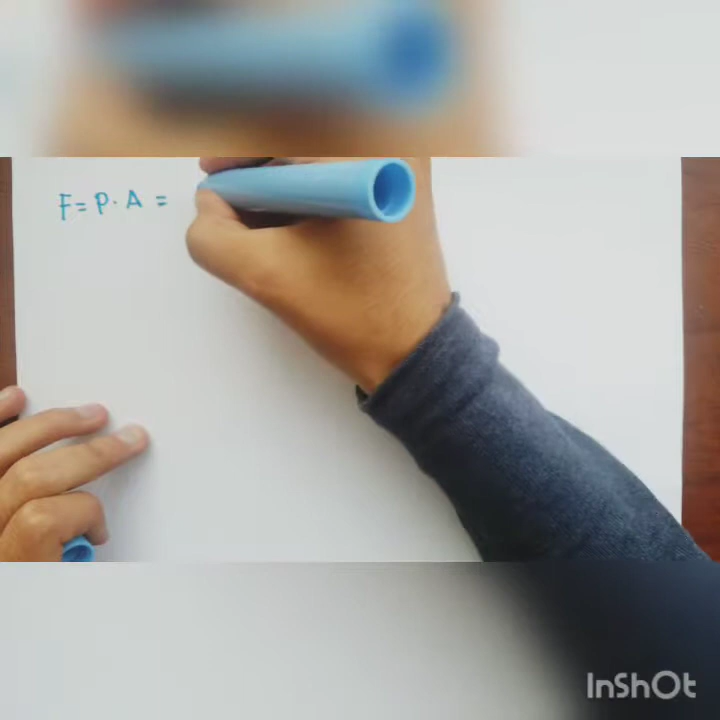 F = P · A =
InShOt